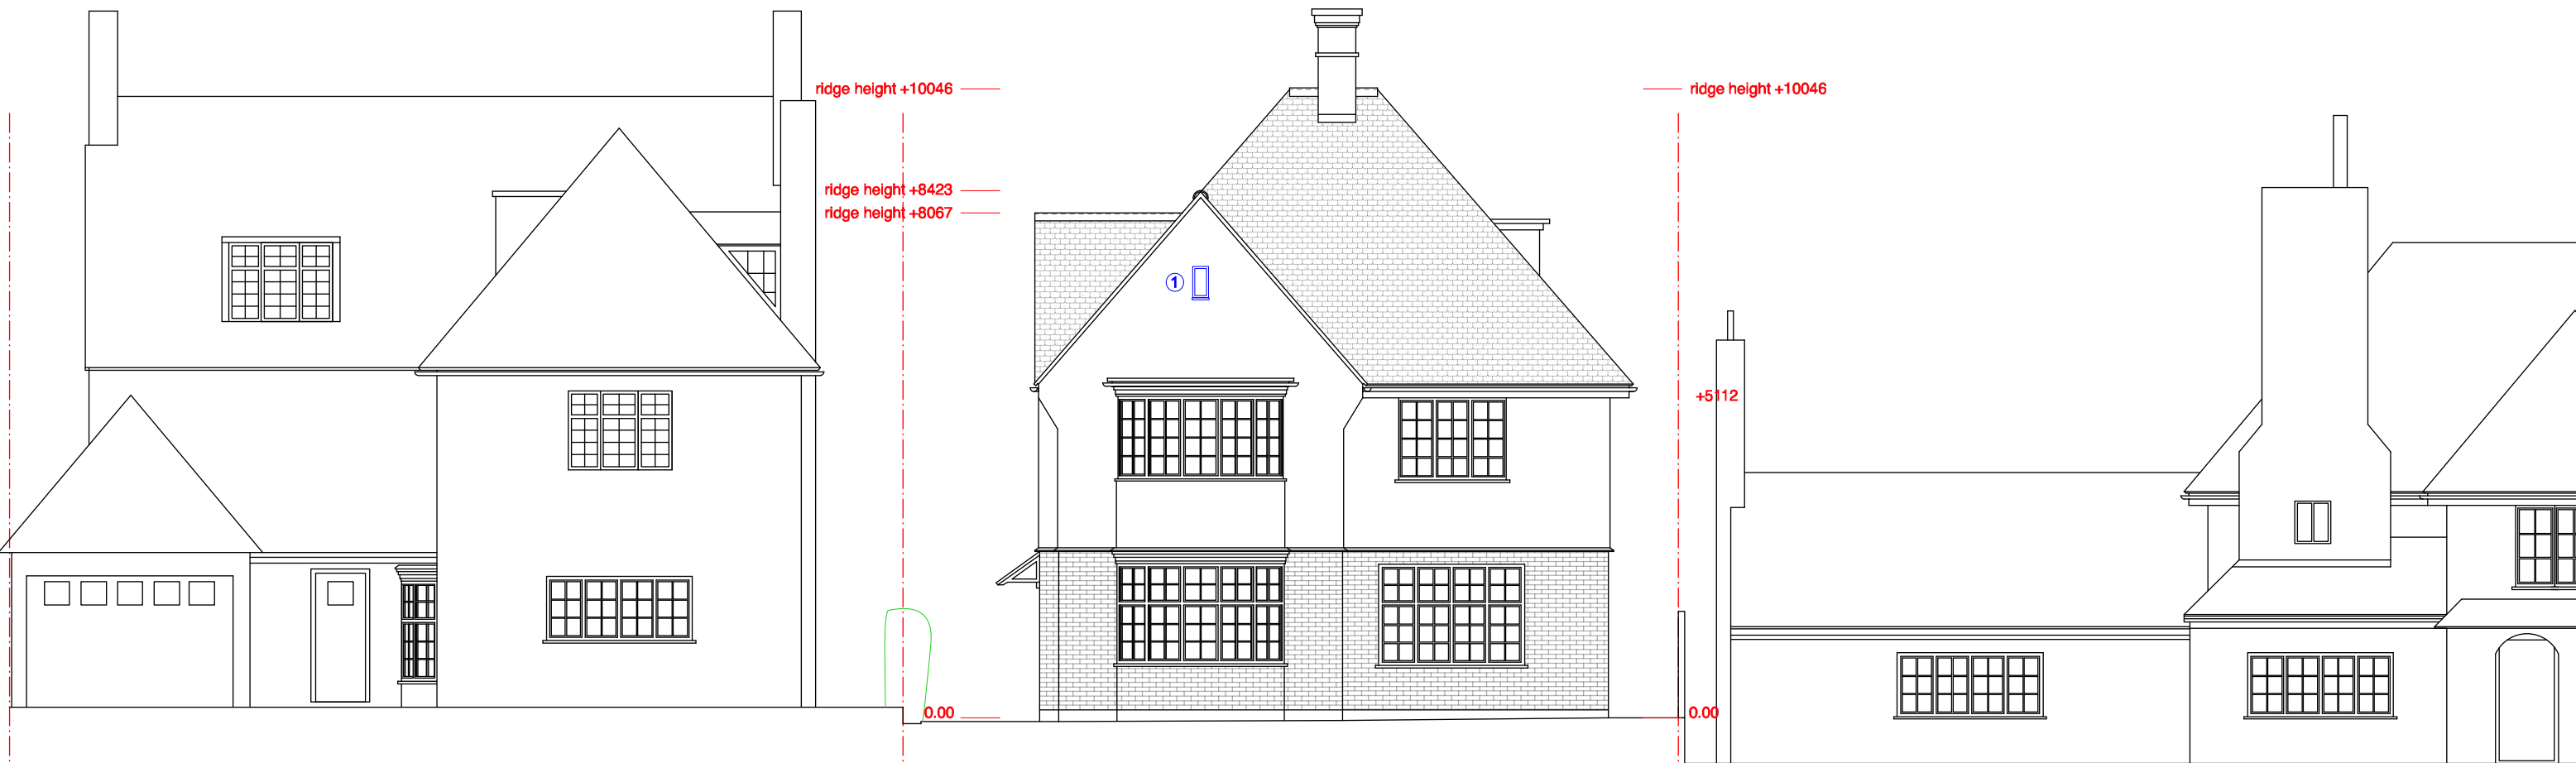 ridge height +10046
ridge height +10046
ridge height +8423
ridge height +8067
1
+5112
0.00
0.00